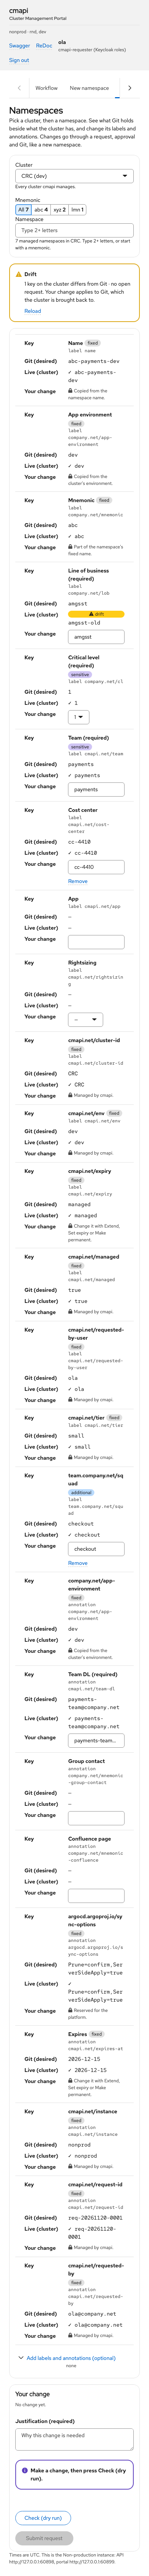 cmapi
Cluster Management Portal
nonprod · rnd, dev
Swagger ReDoc ola
cmapi-requester (Keycloak roles)
Sign out
Workflow New namespace
Namespaces
Pick a cluster, then a namespace. See what Git holds
beside what the cluster has, and change its labels and
annotations. Changes go through a request, approval
and Git, like a new namespace.
Cluster
CRC (dev)
Every cluster cmapi manages.
Mnemonic
All 7 abc 4 xyz 2 lmn 1
Namespace
Type 2+ letters
7 managed namespaces in CRC. Type 2+ letters, or start
with a mnemonic.
Drift
1 key on the cluster differs from Git - no open
request. Your change applies to Git, which
the cluster is brought back to.
Reload
Key Name fixed
label name
Git (desired) abc-payments-dev
Live (cluster) ✓ abc-payments-
dev
Your change Copied from the
namespace name.
Key App environment
fixed
label
company.net/app-
environment
Git (desired) dev
Live (cluster) ✓ dev
Your change Copied from the
cluster's environment.
Key Mnemonic fixed
label
company.net/mnemonic
Git (desired) abc
Live (cluster) ✓ abc
Your change Part of the namespace's
fixed name.
Key Line of business
(required)
label
company.net/lob
Git (desired) amgsst
Live (cluster) drift
amgsst-old
Your change amgsst
Key Critical level
(required)
sensitive
label company.net/cl
Git (desired) 1
Live (cluster) ✓ 1
Your change 1
Key Team (required)
sensitive
label cmapi.net/team
Git (desired) payments
Live (cluster) ✓ payments
Your change payments
Key Cost center
label
cmapi.net/cost-
center
Git (desired) cc-4410
Live (cluster) ✓ cc-4410
Your change cc-4410
Remove
Key App
label cmapi.net/app
Git (desired) —
Live (cluster) —
Your change
Key Rightsizing
label
cmapi.net/rightsizin
g
Git (desired) —
Live (cluster) —
Your change —
Key cmapi.net/cluster-id
fixed
label
cmapi.net/cluster-id
Git (desired) CRC
Live (cluster) ✓ CRC
Your change Managed by cmapi.
Key cmapi.net/env fixed
label cmapi.net/env
Git (desired) dev
Live (cluster) ✓ dev
Your change Managed by cmapi.
Key cmapi.net/expiry
fixed
label
cmapi.net/expiry
Git (desired) managed
Live (cluster) ✓ managed
Your change Change it with Extend,
Set expiry or Make
permanent.
Key cmapi.net/managed
fixed
label
cmapi.net/managed
Git (desired) true
Live (cluster) ✓ true
Your change Managed by cmapi.
Key cmapi.net/requested-
by-user
fixed
label
cmapi.net/requested-
by-user
Git (desired) ola
Live (cluster) ✓ ola
Your change Managed by cmapi.
Key cmapi.net/tier fixed
label cmapi.net/tier
Git (desired) small
Live (cluster) ✓ small
Your change Managed by cmapi.
Key team.company.net/sq
uad
additional
label
team.company.net/squ
ad
Git (desired) checkout
Live (cluster) ✓ checkout
Your change checkout
Remove
Key company.net/app-
environment
fixed
annotation
company.net/app-
environment
Git (desired) dev
Live (cluster) ✓ dev
Your change Copied from the
cluster's environment.
Key Team DL (required)
annotation
cmapi.net/team-dl
Git (desired) payments-
team@company.net
Live (cluster) ✓ payments-
team@company.net
Your change payments-team...
Key Group contact
annotation
company.net/mnemonic
-group-contact
Git (desired) —
Live (cluster) —
Your change
Key Confluence page
annotation
company.net/mnemonic
-confluence
Git (desired) —
Live (cluster) —
Your change
Key argocd.argoproj.io/sy
nc-options
fixed
annotation
argocd.argoproj.io/s
ync-options
Git (desired) Prune=confirm,Ser
verSideApply=true
Live (cluster) ✓
Prune=confirm,Ser
verSideApply=true
Your change Reserved for the
platform.
Key Expires fixed
annotation
cmapi.net/expires-at
Git (desired) 2026-12-15
Live (cluster) ✓ 2026-12-15
Your change Change it with Extend,
Set expiry or Make
permanent.
Key cmapi.net/instance
fixed
annotation
cmapi.net/instance
Git (desired) nonprod
Live (cluster) ✓ nonprod
Your change Managed by cmapi.
Key cmapi.net/request-id
fixed
annotation
cmapi.net/request-id
Git (desired) req-20261120-0001
Live (cluster) ✓ req-20261120-
0001
Your change Managed by cmapi.
Key cmapi.net/requested-
by
fixed
annotation
cmapi.net/requested-
by
Git (desired) ola@company.net
Live (cluster) ✓ ola@company.net
Your change Managed by cmapi.
Add labels and annotations (optional)
none
Your change
No change yet.
Justification (required)
Why this change is needed
Make a change, then press Check (dry
run).
Check (dry run)
Submit request
Times are UTC. This is the Non-production instance. API
http://127.0.0.1:60898, portal http://127.0.0.1:60899.